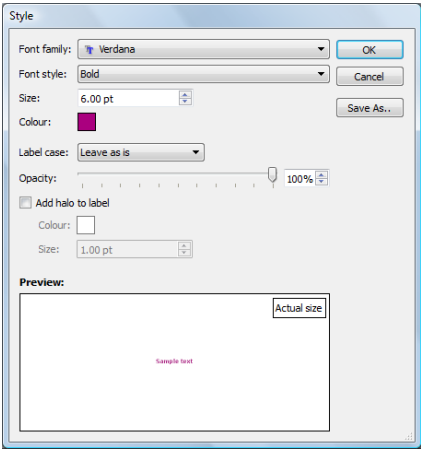 Style
Font family: Verdana
OK
Font style: Bold
Cancel
Size: 6.00 pt
Save As..
Colour:
Label case: Leave as is
Opacity: 100%
Add halo to label
Colour:
Size: 1.00 pt
Preview:
Actual size
Sample text